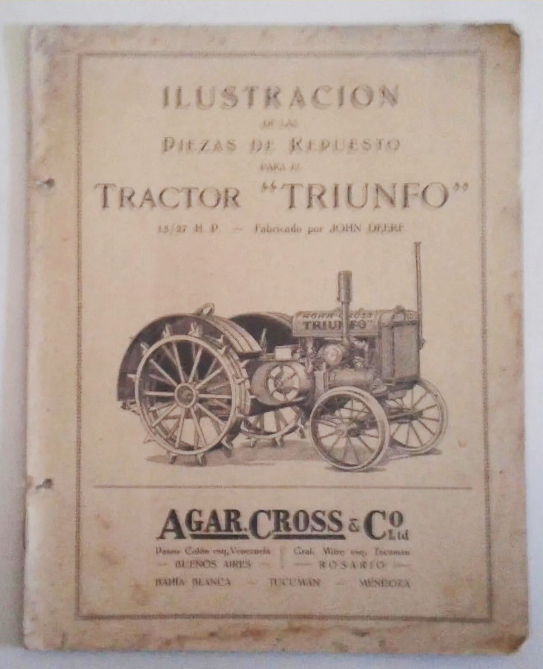 ILUSTRACION
DE LAS
PIEZAS DE REPUESTO
PARA EL
TRACTOR "TRIUNFO"
15/27 H. P. — Fabricado por JOHN DEERE
AGAR-CROSS
TRIUNFO
AGAR. CROSS & Co Ltd
Paseo Colón esq. Venezuela
— BUENOS AIRES —
Gral. Mitre esq. Tucumán
— ROSARIO —
BAHIA BLANCA — TUCUMÁN — MENDOZA